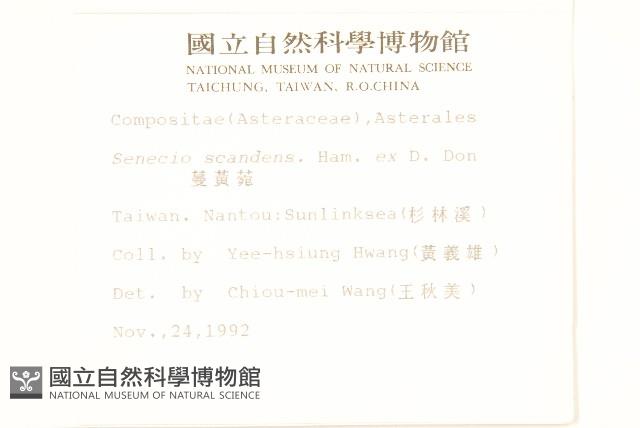 國立自然科學博物館
NATIONAL MUSEUM OF NATURAL SCIENCE
TAICHUNG, TAIWAN, R.O.CHINA
Compositae(Asteraceae),Asterales
Senecio scandens. Ham. ex D. Don
蔓黃菀
Taiwan. Nantou:Sunlinksea(杉林溪)
Coll. by Yee-hsiung Hwang(黃義雄)
Det. by Chiou-mei Wang(王秋美)
Nov.,24,1992
國立自然科學博物館
NATIONAL MUSEUM OF NATURAL SCIENCE